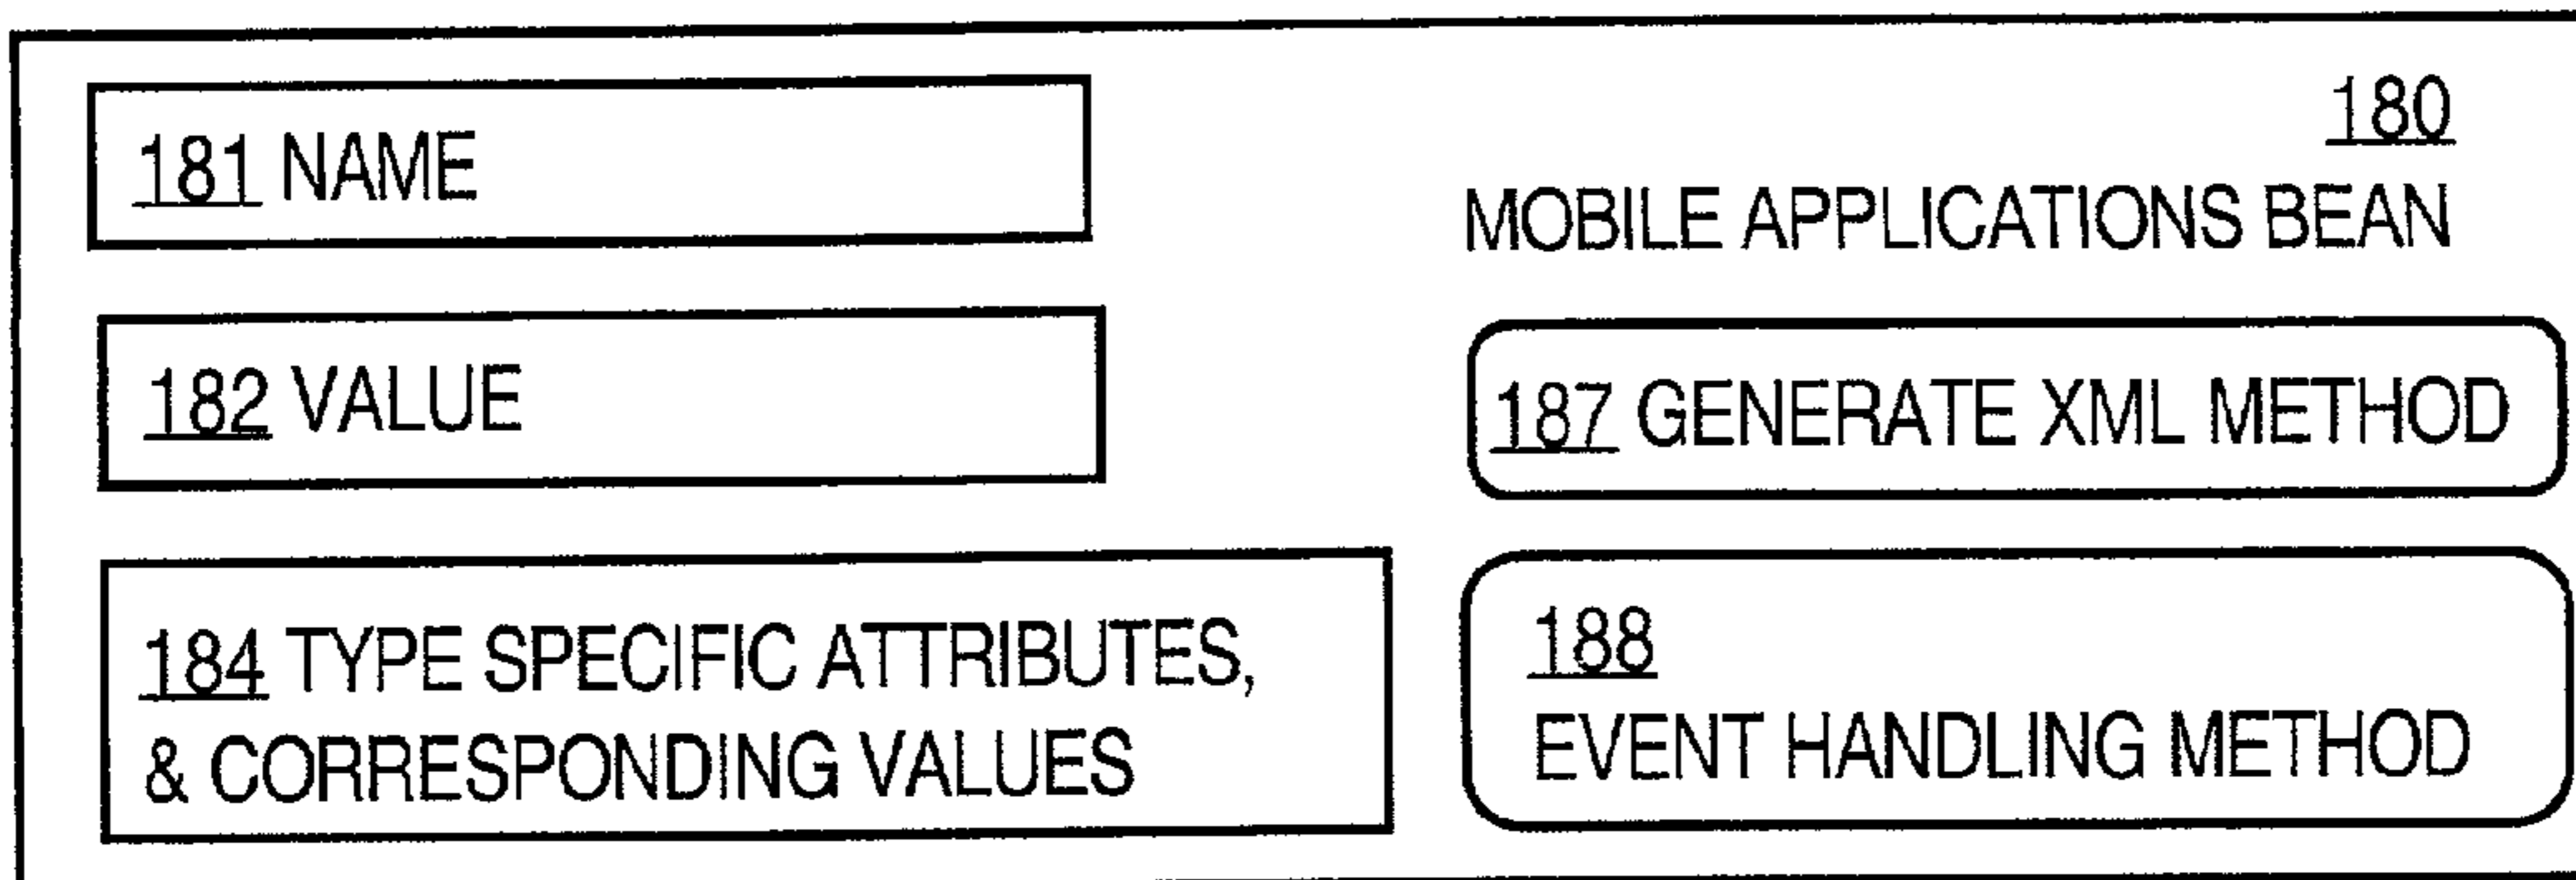 181 NAME
180
MOBILE APPLICATIONS BEAN
182 VALUE
187 GENERATE XML METHOD
184 TYPE SPECIFIC ATTRIBUTES,
& CORRESPONDING VALUES
188
EVENT HANDLING METHOD